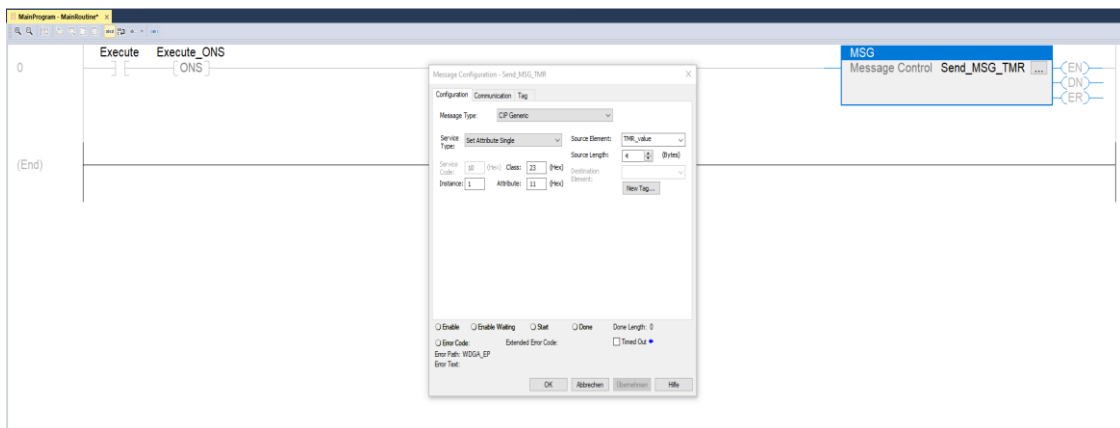 MainProgram - MainRoutine* ×
Execute Execute_ONS MSG
0 ONS Message Control Send_MSG_TMR ... EN
DN
ER
Message Configuration - Send_MSG_TMR
Configuration Communication Tag
Message Type: CIP Generic
Service Type: Set Attribute Single Source Element: TMR_value
Source Length: 4 (Bytes)
Service Code: 10 (Hex) Class: 23 (Hex) Destination Element:
Instance: 1 Attribute: 11 (Hex) New Tag...
Enable Enable Waiting Start Done Done Length: 0
Error Code: Extended Error Code: Timed Out
Error Path: WDGA_EP
Error Text:
OK Abbrechen Übernehmen Hilfe
(End)